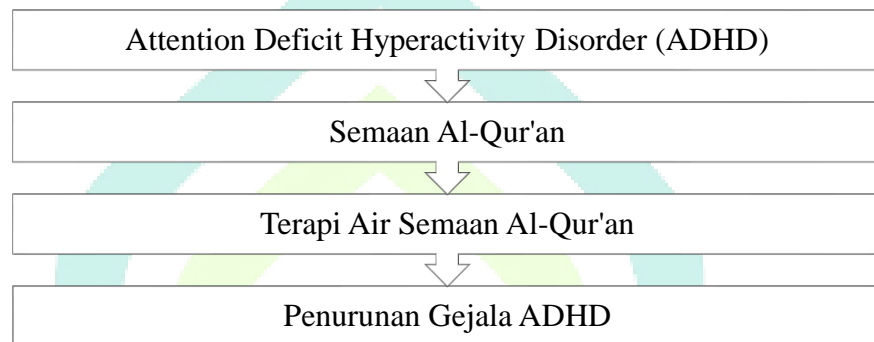 Attention Deficit Hyperactivity Disorder (ADHD)
Semaan Al-Qur'an
Terapi Air Semaan Al-Qur'an
Penurunan Gejala ADHD